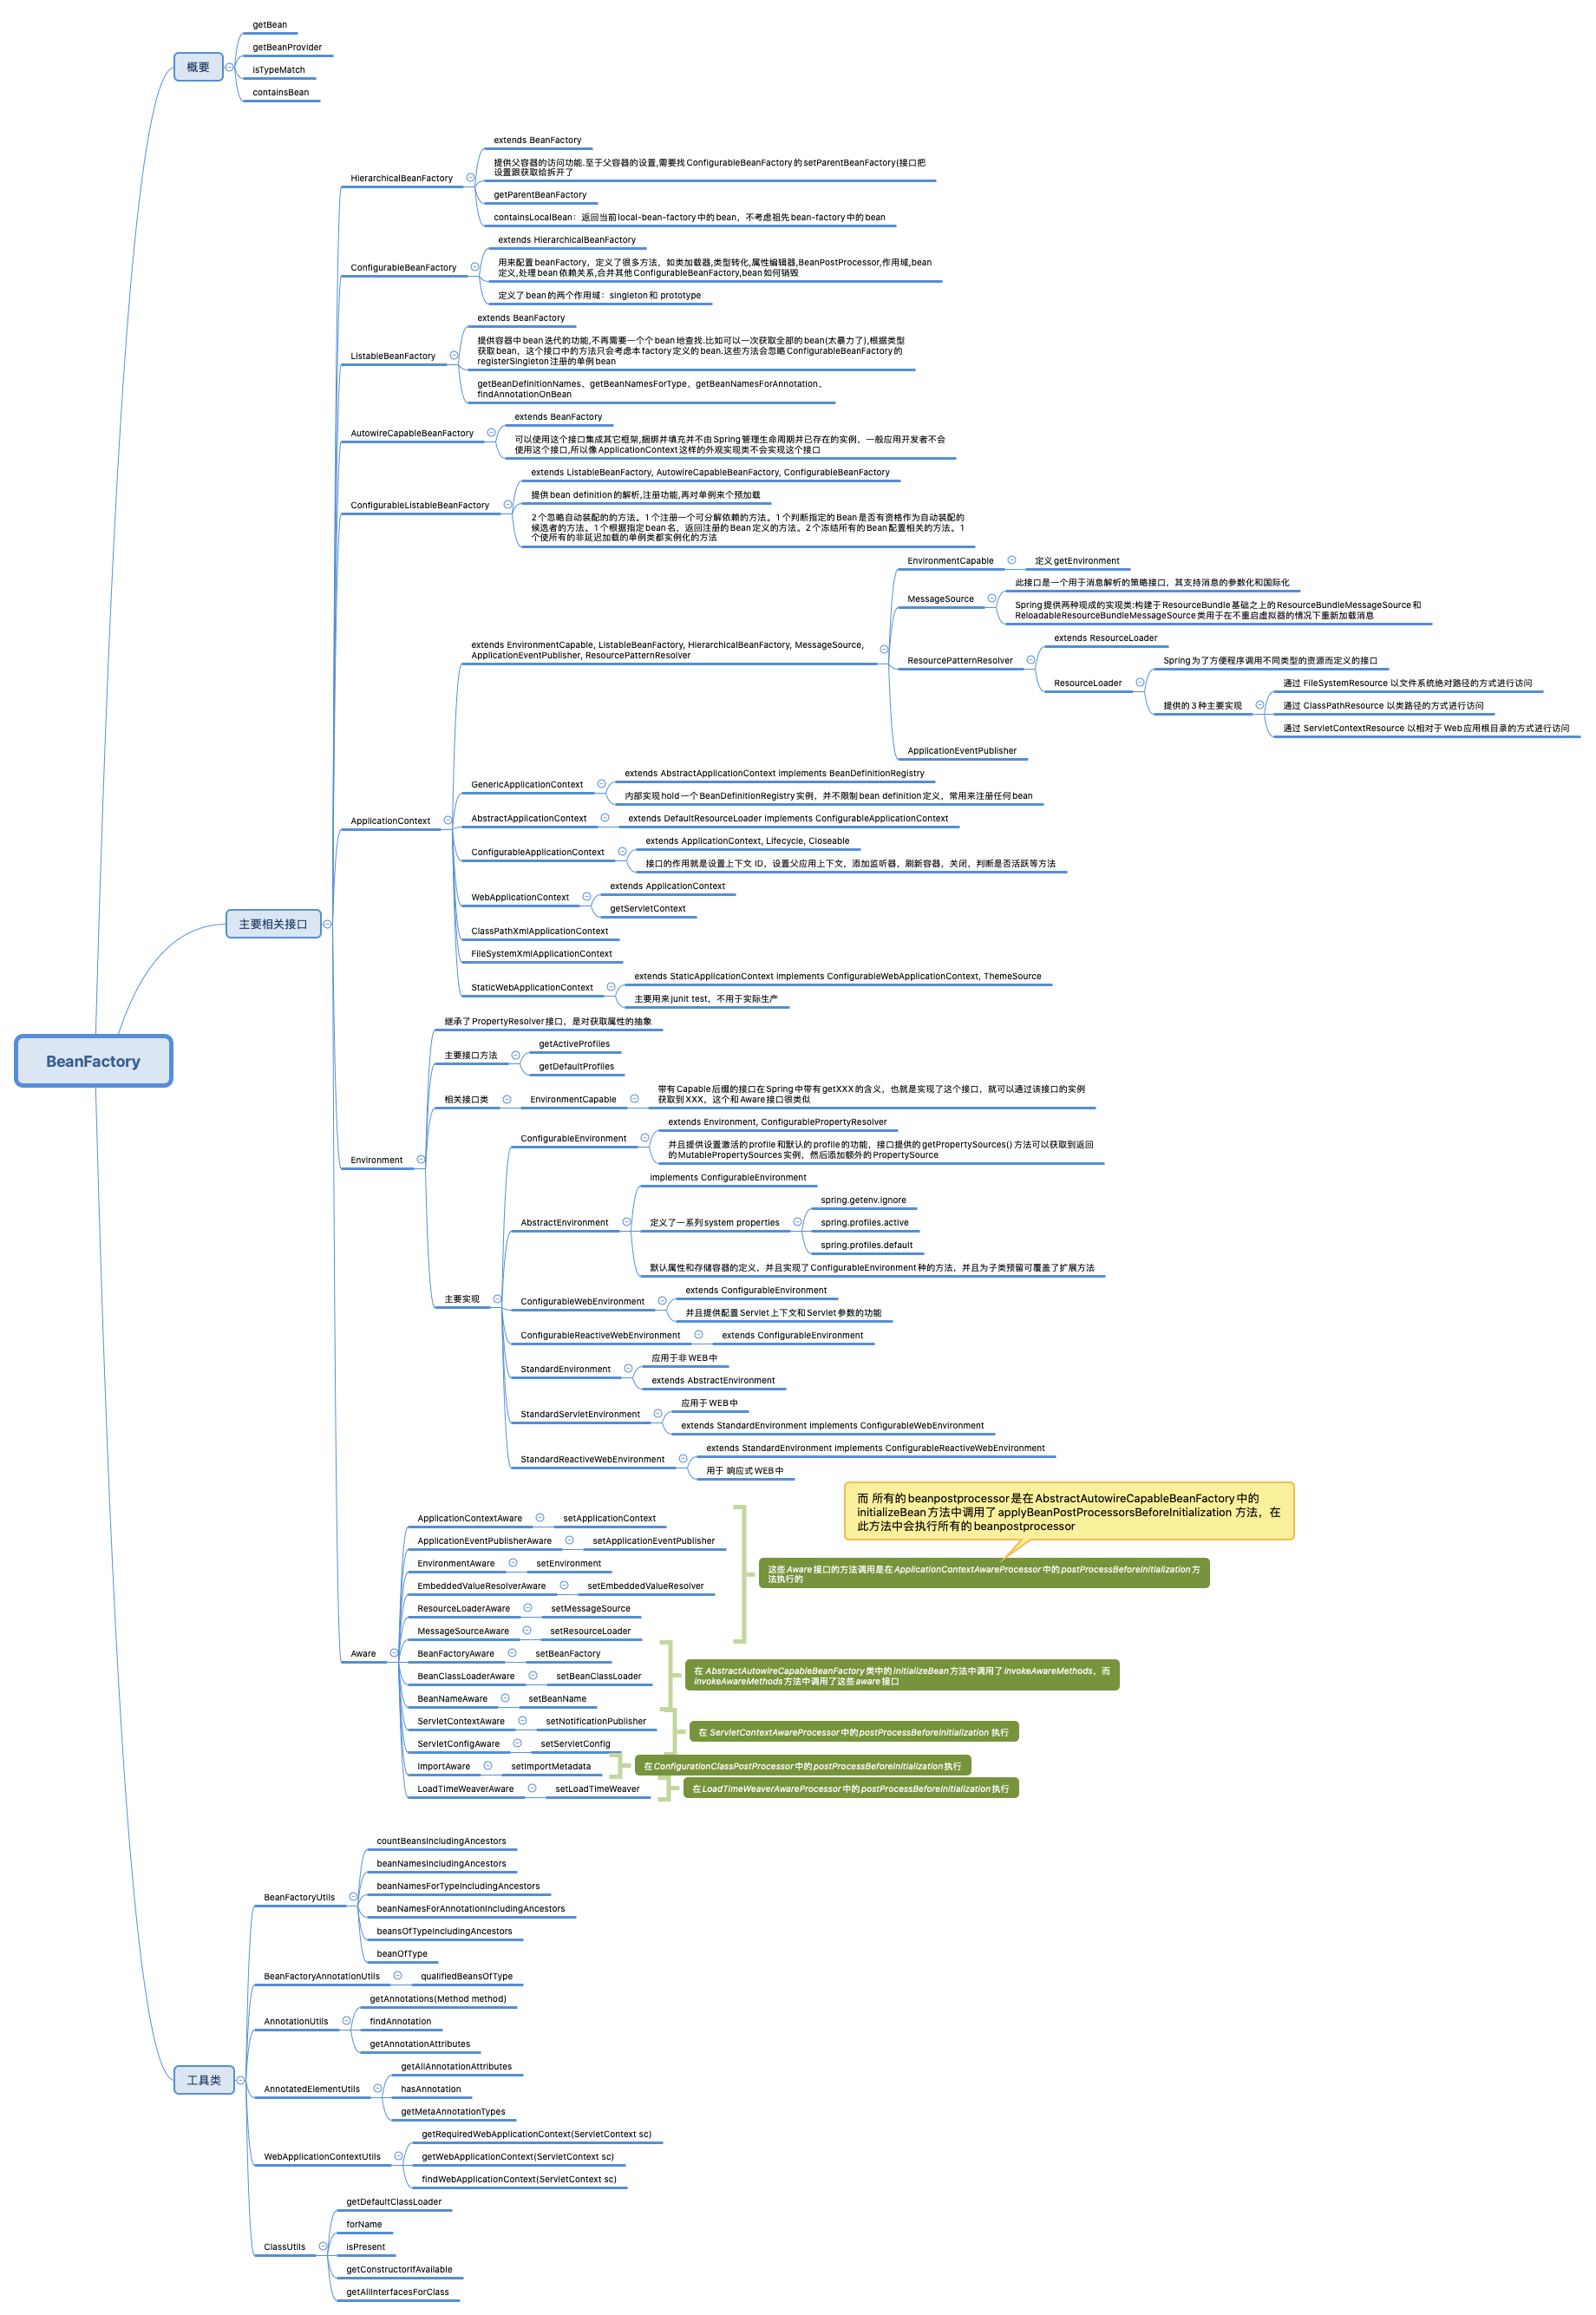 BeanFactory
概要
getBean
getBeanProvider
isTypeMatch
containsBean
主要相关接口
HierarchicalBeanFactory
extends BeanFactory
提供父容器的访问功能.至于父容器的设置,需要找ConfigurableBeanFactory的setParentBeanFactory(接口把
设置跟获取给拆开了
getParentBeanFactory
containsLocalBean：返回当前local-bean-factory中的bean，不考虑祖先bean-factory中的bean
ConfigurableBeanFactory
extends HierarchicalBeanFactory
用来配置beanFactory，定义了很多方法，如类加载器,类型转化,属性编辑器,BeanPostProcessor,作用域,bean
定义,处理bean依赖关系,合并其他ConfigurableBeanFactory,bean如何销毁
定义了bean的两个作用域：singleton和 prototype
ListableBeanFactory
extends BeanFactory
提供容器中bean迭代的功能,不再需要一个个bean地查找.比如可以一次获取全部的bean(太暴力了),根据类型
获取bean，这个接口中的方法只会考虑本factory定义的bean.这些方法会忽略ConfigurableBeanFactory的
registerSingleton注册的单例bean
getBeanDefinitionNames、getBeanNamesForType、getBeanNamesForAnnotation、
findAnnotationOnBean
AutowireCapableBeanFactory
extends BeanFactory
可以使用这个接口集成其它框架,捆绑并填充并不由Spring管理生命周期并已存在的实例，一般应用开发者不会
使用这个接口,所以像ApplicationContext这样的外观实现类不会实现这个接口
ConfigurableListableBeanFactory
extends ListableBeanFactory, AutowireCapableBeanFactory, ConfigurableBeanFactory
提供bean definition的解析,注册功能,再对单例来个预加载
2个忽略自动装配的的方法。1个注册一个可分解依赖的方法。1个判断指定的Bean是否有资格作为自动装配的
候选者的方法。1个根据指定bean名，返回注册的Bean定义的方法。2个冻结所有的Bean配置相关的方法。1
个使所有的非延迟加载的单例类都实例化的方法
ApplicationContext
extends EnvironmentCapable, ListableBeanFactory, HierarchicalBeanFactory, MessageSource,
ApplicationEventPublisher, ResourcePatternResolver
EnvironmentCapable
定义getEnvironment
MessageSource
此接口是一个用于消息解析的策略接口，其支持消息的参数化和国际化
Spring提供两种现成的实现类:构建于ResourceBundle基础之上的ResourceBundleMessageSource和
ReloadableResourceBundleMessageSource类用于在不重启虚拟器的情况下重新加载消息
ResourcePatternResolver
extends ResourceLoader
ResourceLoader
Spring为了方便程序调用不同类型的资源而定义的接口
提供的3种主要实现
通过 FileSystemResource 以文件系统绝对路径的方式进行访问
通过 ClassPathResource 以类路径的方式进行访问
通过 ServletContextResource 以相对于Web应用根目录的方式进行访问
ApplicationEventPublisher
GenericApplicationContext
extends AbstractApplicationContext implements BeanDefinitionRegistry
内部实现hold一个BeanDefinitionRegistry实例，并不限制bean definition定义，常用来注册任何bean
AbstractApplicationContext
extends DefaultResourceLoader implements ConfigurableApplicationContext
ConfigurableApplicationContext
extends ApplicationContext, Lifecycle, Closeable
接口的作用就是设置上下文 ID，设置父应用上下文，添加监听器，刷新容器，关闭，判断是否活跃等方法
WebApplicationContext
extends ApplicationContext
getServletContext
ClassPathXmlApplicationContext
FileSystemXmlApplicationContext
StaticWebApplicationContext
extends StaticApplicationContext implements ConfigurableWebApplicationContext, ThemeSource
主要用来junit test，不用于实际生产
Environment
继承了PropertyResolver接口，是对获取属性的抽象
主要接口方法
getActiveProfiles
getDefaultProfiles
相关接口类
EnvironmentCapable
带有Capable后缀的接口在Spring中带有getXXX的含义，也就是实现了这个接口，就可以通过该接口的实例
获取到XXX，这个和Aware接口很类似
主要实现
ConfigurableEnvironment
extends Environment, ConfigurablePropertyResolver
并且提供设置激活的profile和默认的profile的功能，接口提供的getPropertySources() 方法可以获取到返回
的MutablePropertySources实例，然后添加额外的PropertySource
AbstractEnvironment
implements ConfigurableEnvironment
定义了一系列system properties
spring.getenv.ignore
spring.profiles.active
spring.profiles.default
默认属性和存储容器的定义，并且实现了ConfigurableEnvironment种的方法，并且为子类预留可覆盖了扩展方法
ConfigurableWebEnvironment
extends ConfigurableEnvironment
并且提供配置Servlet上下文和Servlet参数的功能
ConfigurableReactiveWebEnvironment
extends ConfigurableEnvironment
StandardEnvironment
应用于非WEB中
extends AbstractEnvironment
StandardServletEnvironment
应用于WEB中
extends StandardEnvironment implements ConfigurableWebEnvironment
StandardReactiveWebEnvironment
extends StandardEnvironment implements ConfigurableReactiveWebEnvironment
用于 响应式WEB中
Aware
ApplicationContextAware
setApplicationContext
ApplicationEventPublisherAware
setApplicationEventPublisher
EnvironmentAware
setEnvironment
EmbeddedValueResolverAware
setEmbeddedValueResolver
ResourceLoaderAware
setMessageSource
MessageSourceAware
setResourceLoader
而 所有的beanpostprocessor是在AbstractAutowireCapableBeanFactory中的
initializeBean方法中调用了applyBeanPostProcessorsBeforeInitialization 方法，在
此方法中会执行所有的beanpostprocessor
这些Aware接口的方法调用是在ApplicationContextAwareProcessor中的postProcessBeforeInitialization方
法执行的
BeanFactoryAware
setBeanFactory
BeanClassLoaderAware
setBeanClassLoader
BeanNameAware
setBeanName
在 AbstractAutowireCapableBeanFactory类中的initializeBean方法中调用了invokeAwareMethods，而
invokeAwareMethods方法中调用了这些aware接口
ServletContextAware
setNotificationPublisher
ServletConfigAware
setServletConfig
在 ServletContextAwareProcessor中的postProcessBeforeInitialization 执行
ImportAware
setImportMetadata
在ConfigurationClassPostProcessor中的postProcessBeforeInitialization执行
LoadTimeWeaverAware
setLoadTimeWeaver
在LoadTimeWeaverAwareProcessor中的postProcessBeforeInitialization执行
工具类
BeanFactoryUtils
countBeansIncludingAncestors
beanNamesIncludingAncestors
beanNamesForTypeIncludingAncestors
beanNamesForAnnotationIncludingAncestors
beansOfTypeIncludingAncestors
beanOfType
BeanFactoryAnnotationUtils
qualifiedBeansOfType
AnnotationUtils
getAnnotations(Method method)
findAnnotation
getAnnotationAttributes
AnnotatedElementUtils
getAllAnnotationAttributes
hasAnnotation
getMetaAnnotationTypes
WebApplicationContextUtils
getRequiredWebApplicationContext(ServletContext sc)
getWebApplicationContext(ServletContext sc)
findWebApplicationContext(ServletContext sc)
ClassUtils
getDefaultClassLoader
forName
isPresent
getConstructorIfAvailable
getAllInterfacesForClass